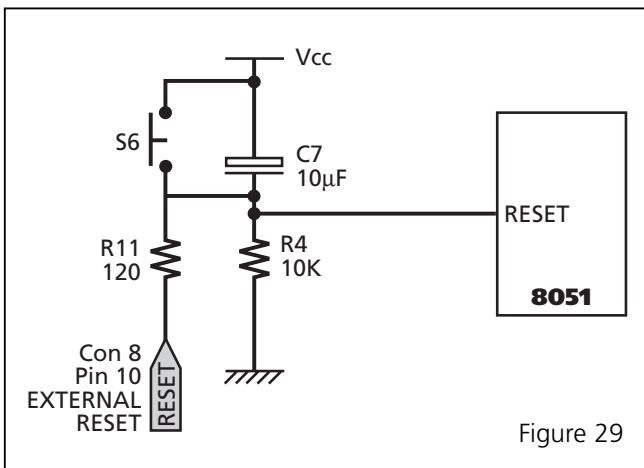 Vcc
S6
C7
10µF
RESET
R11
120
R4
10K
8051
Con 8
Pin 10
EXTERNAL
RESET
RESET
Figure 29